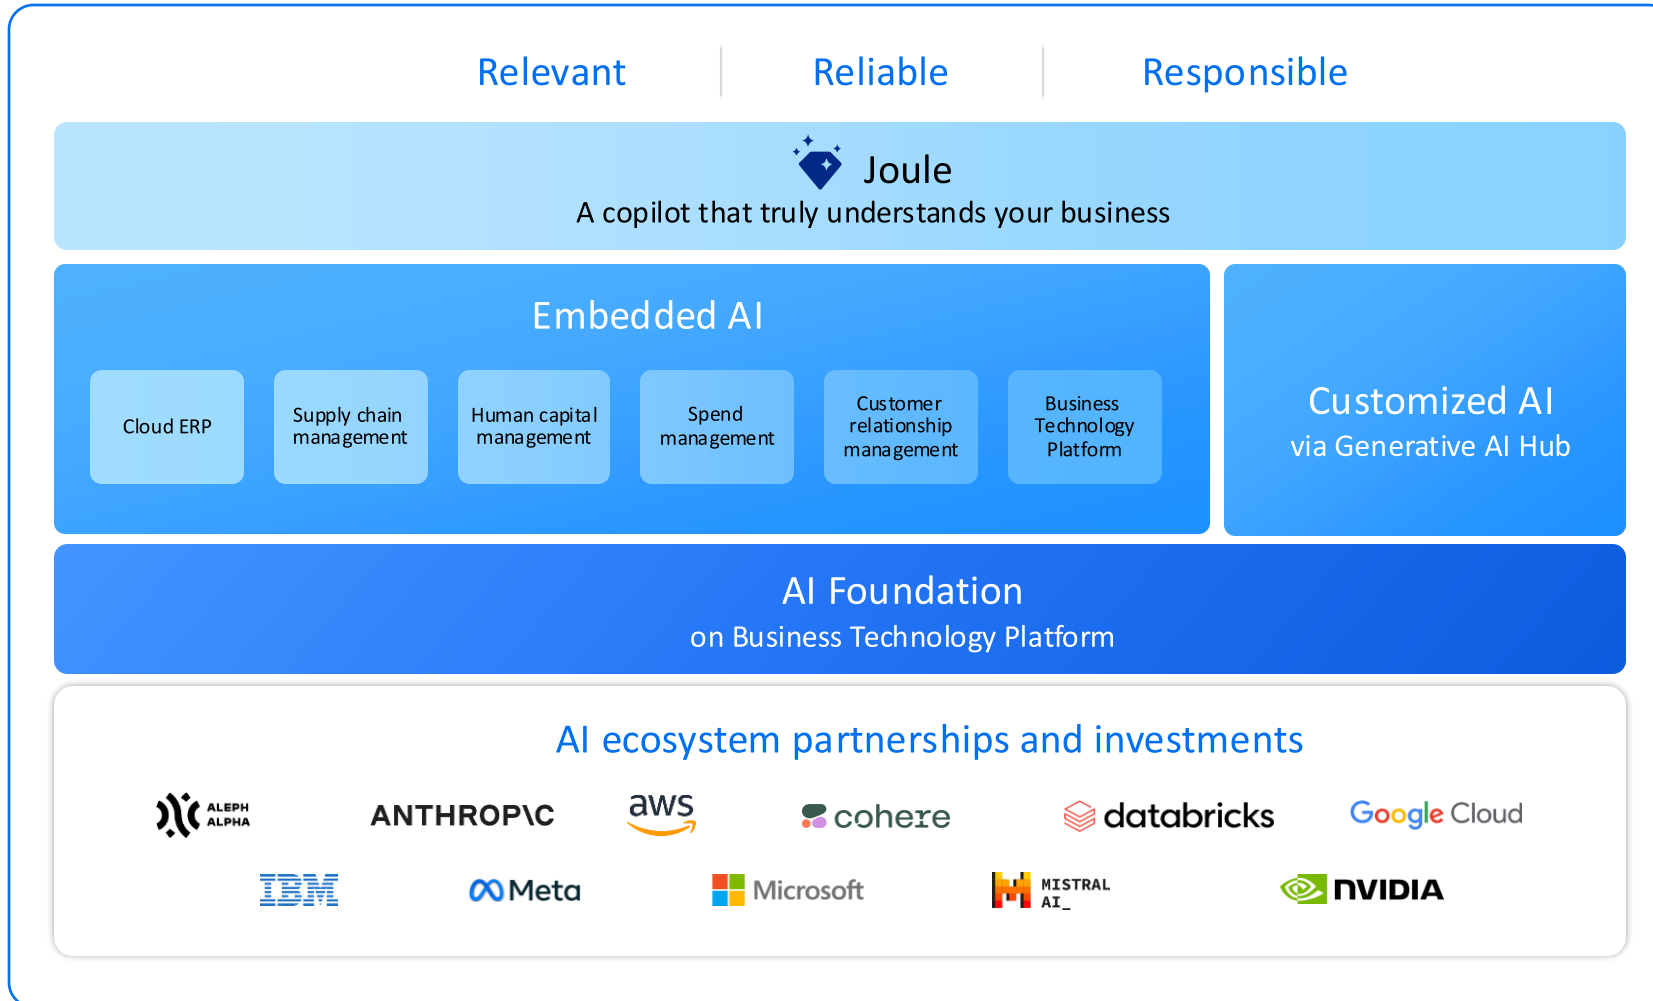 Relevant
Reliable
Responsible
Joule
A copilot that truly understands your business
Embedded AI
Cloud ERP
Supply chain
management
Human capital
management
Spend
management
Customer
relationship
management
Business
Technology
Platform
Customized AI
via Generative AI Hub
AI Foundation
on Business Technology Platform
AI ecosystem partnerships and investments
ALEPH
ALPHA
ANTHROP\C
aws
cohere
databricks
Google Cloud
IBM
Meta
Microsoft
MISTRAL
AI_
NVIDIA